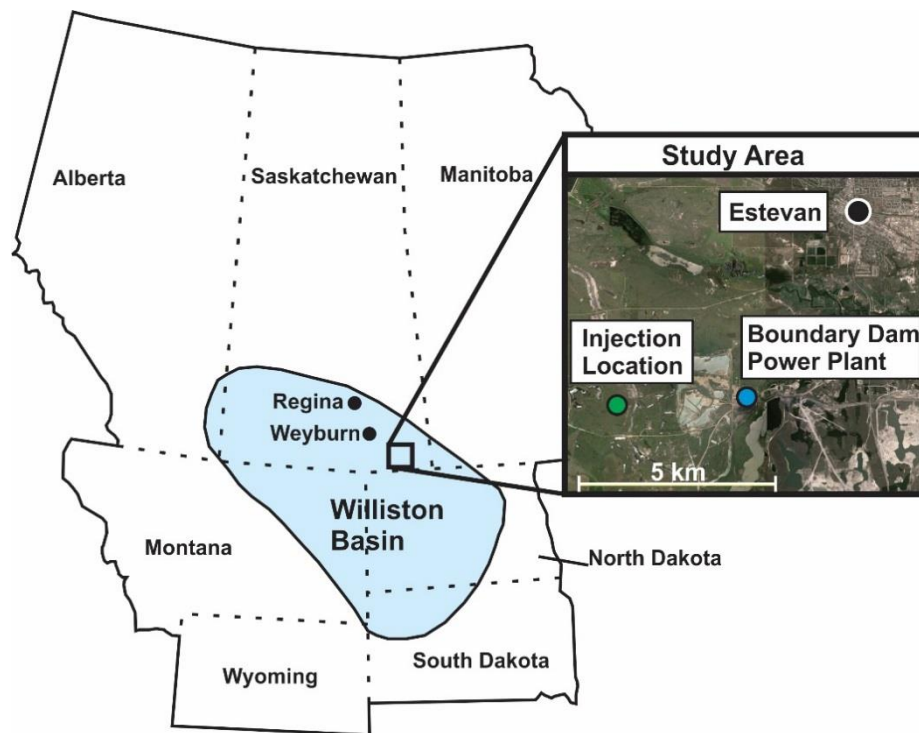 Alberta
Saskatchewan
Manitoba
Study Area
Estevan
Injection
Location
Boundary Dam
Power Plant
5 km
Regina
Weyburn
Williston
Basin
Montana
North Dakota
Wyoming
South Dakota